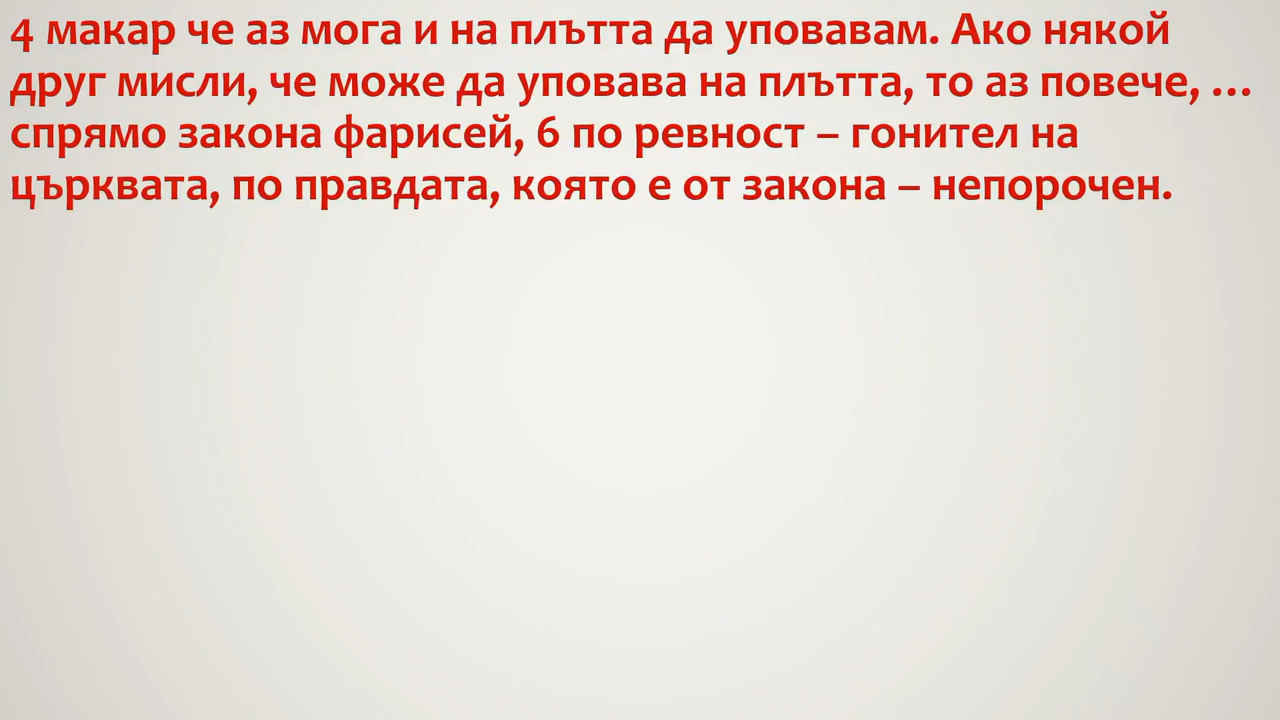 4 макар че аз мога и на плътта да уповавам. Ако някой
друг мисли, че може да уповава на плътта, то аз повече, …
спрямо закона фарисей, 6 по ревност – гонител на
църквата, по правдата, която е от закона – непорочен.